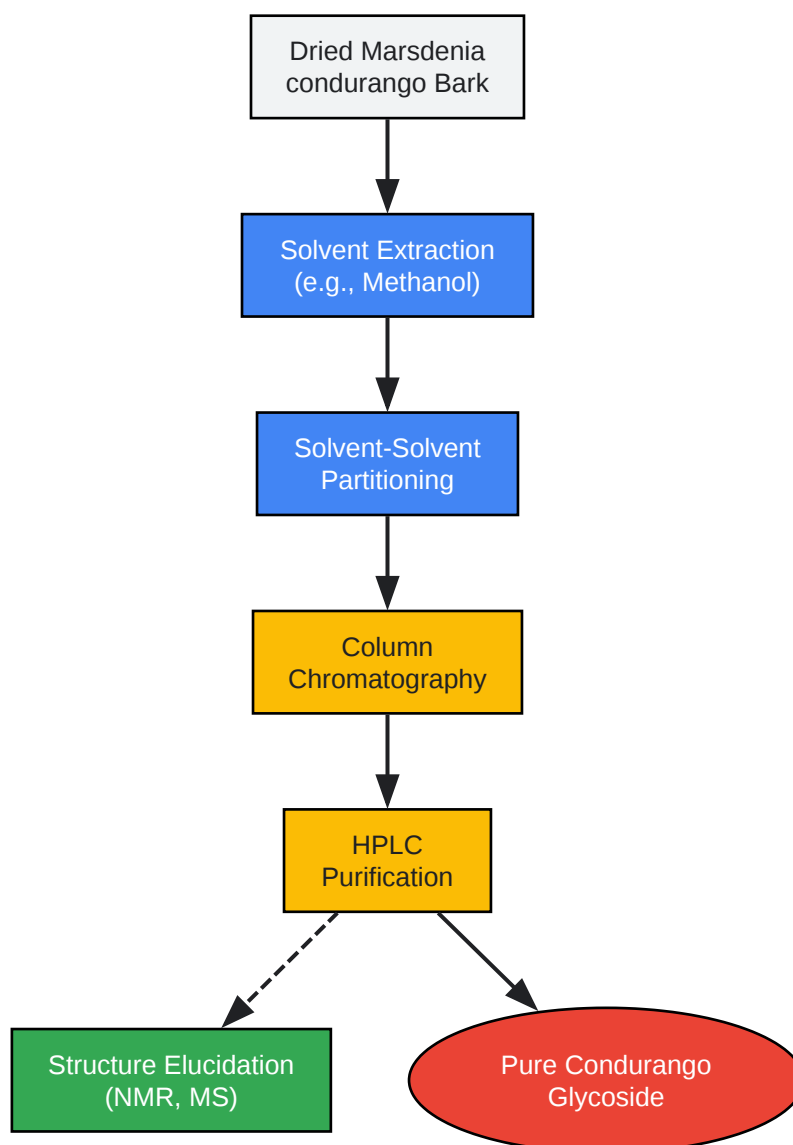 Dried Marsdenia
condurango Bark
Solvent Extraction
(e.g., Methanol)
Solvent-Solvent
Partitioning
Column
Chromatography
HPLC
Purification
Structure Elucidation
(NMR, MS)
Pure Condurango
Glycoside